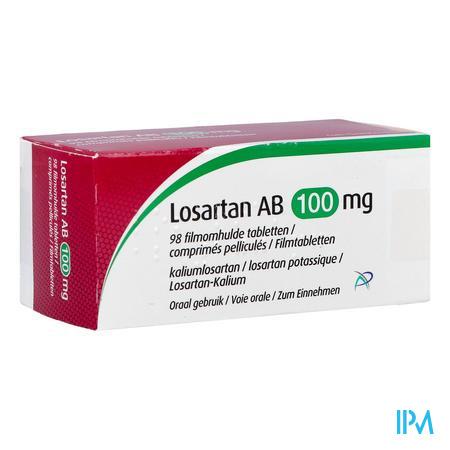 Losartan AB 100 mg
98 filmomhulde tabletten /
comprimés pelliculés / Filmtabletten
kaliumlosartan / losartan potassique /
Losartan-Kalium
Oraal gebruik / Voie orale / Zum Einnehmen
Losartan AB 100 mg
98 filmomhulde tabletten /
comprimés pelliculés / Filmtabletten
IPM